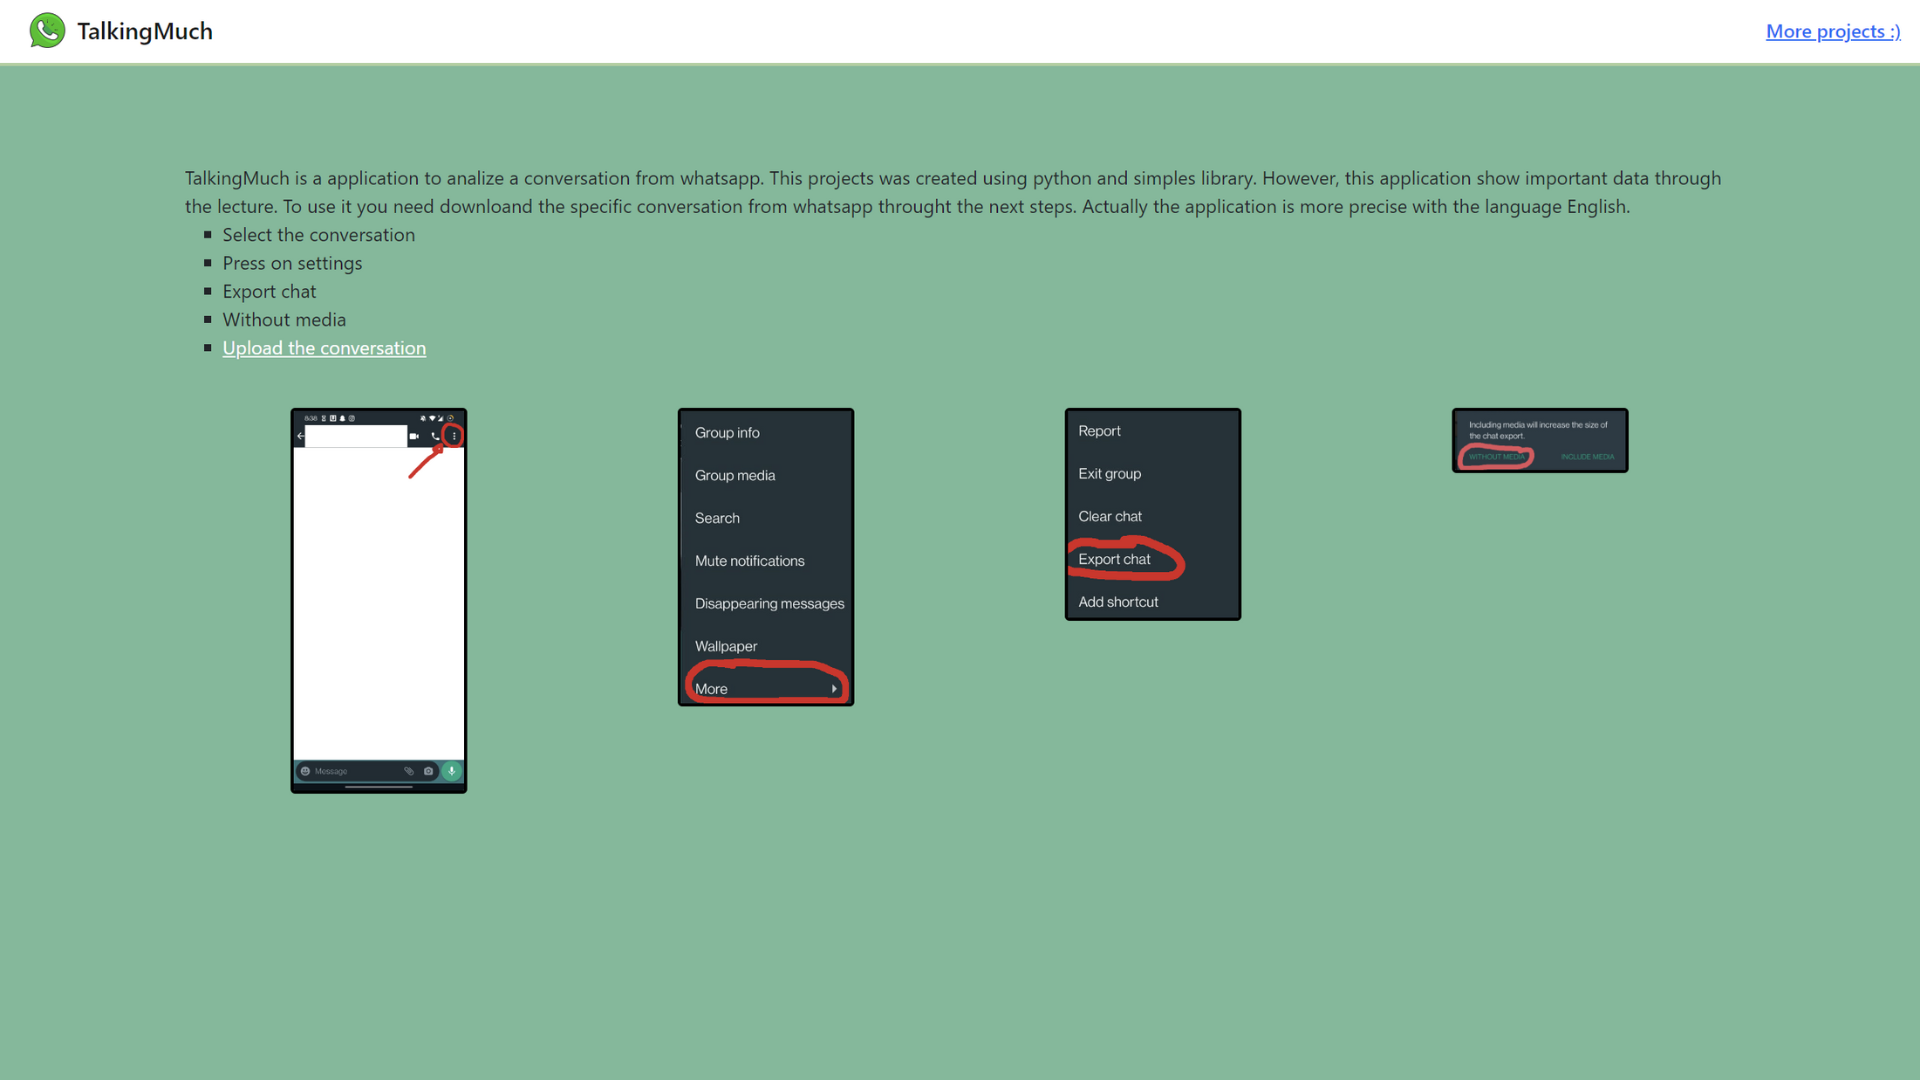 TalkingMuch
More projects :)
TalkingMuch is a application to analize a conversation from whatsapp. This projects was created using python and simples library. However, this application show important data through
the lecture. To use it you need downloand the specific conversation from whatsapp throught the next steps. Actually the application is more precise with the language English.
Select the conversation
Press on settings
Export chat
Without media
Upload the conversation
8:38
Message
Group info
Group media
Search
Mute notifications
Disappearing messages
Wallpaper
More
Report
Exit group
Clear chat
Export chat
Add shortcut
Including media will increase the size of
the chat export.
WITHOUT MEDIA INCLUDE MEDIA